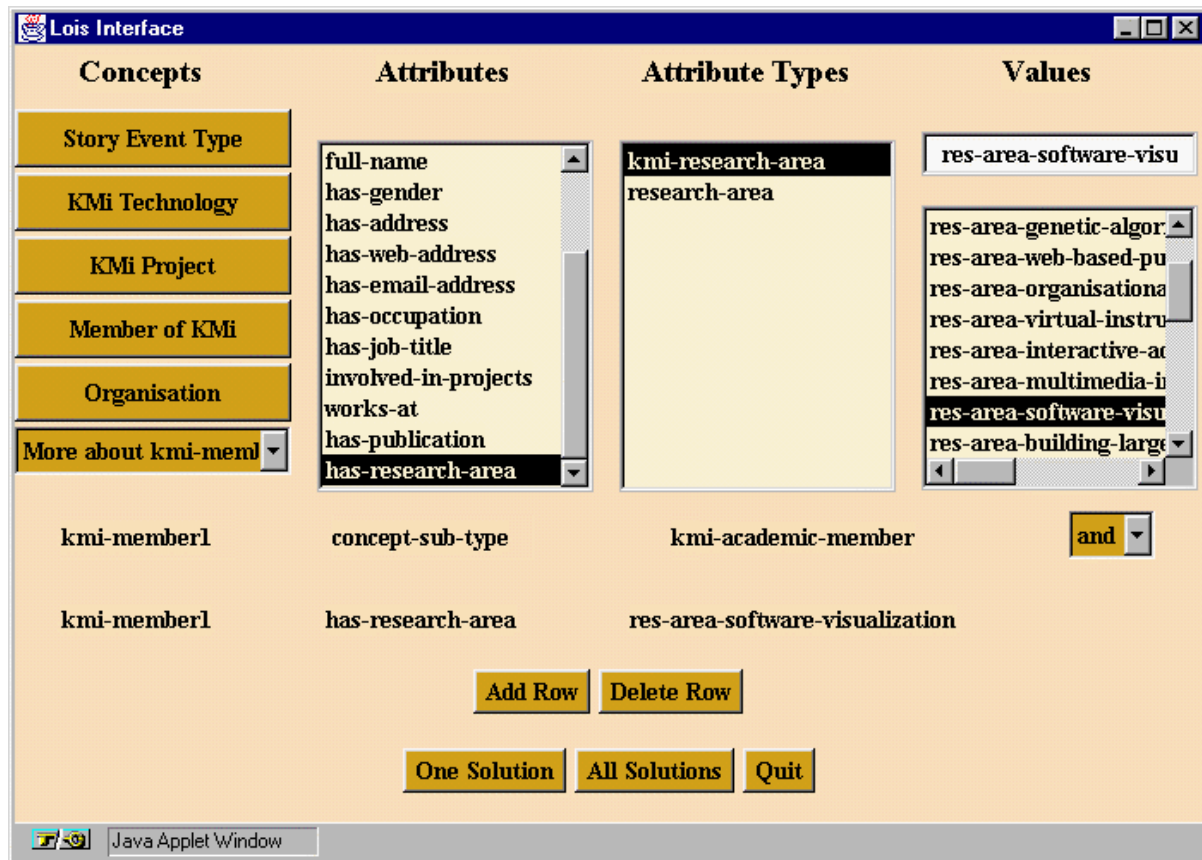 Lois Interface
Concepts
Attributes
Attribute Types
Values
Story Event Type
KMi Technology
KMi Project
Member of KMi
Organisation
More about kmi-meml
full-name
has-gender
has-address
has-web-address
has-email-address
has-occupation
has-job-title
involved-in-projects
works-at
has-publication
has-research-area
kmi-research-area
research-area
res-area-software-visu
res-area-genetic-algor
res-area-web-based-pu
res-area-organisationa
res-area-virtual-instru
res-area-interactive-ac
res-area-multimedia-i
res-area-software-visu
res-area-building-large
kmi-member1 concept-sub-type kmi-academic-member and
kmi-member1 has-research-area res-area-software-visualization
Add Row Delete Row
One Solution All Solutions Quit
Java Applet Window